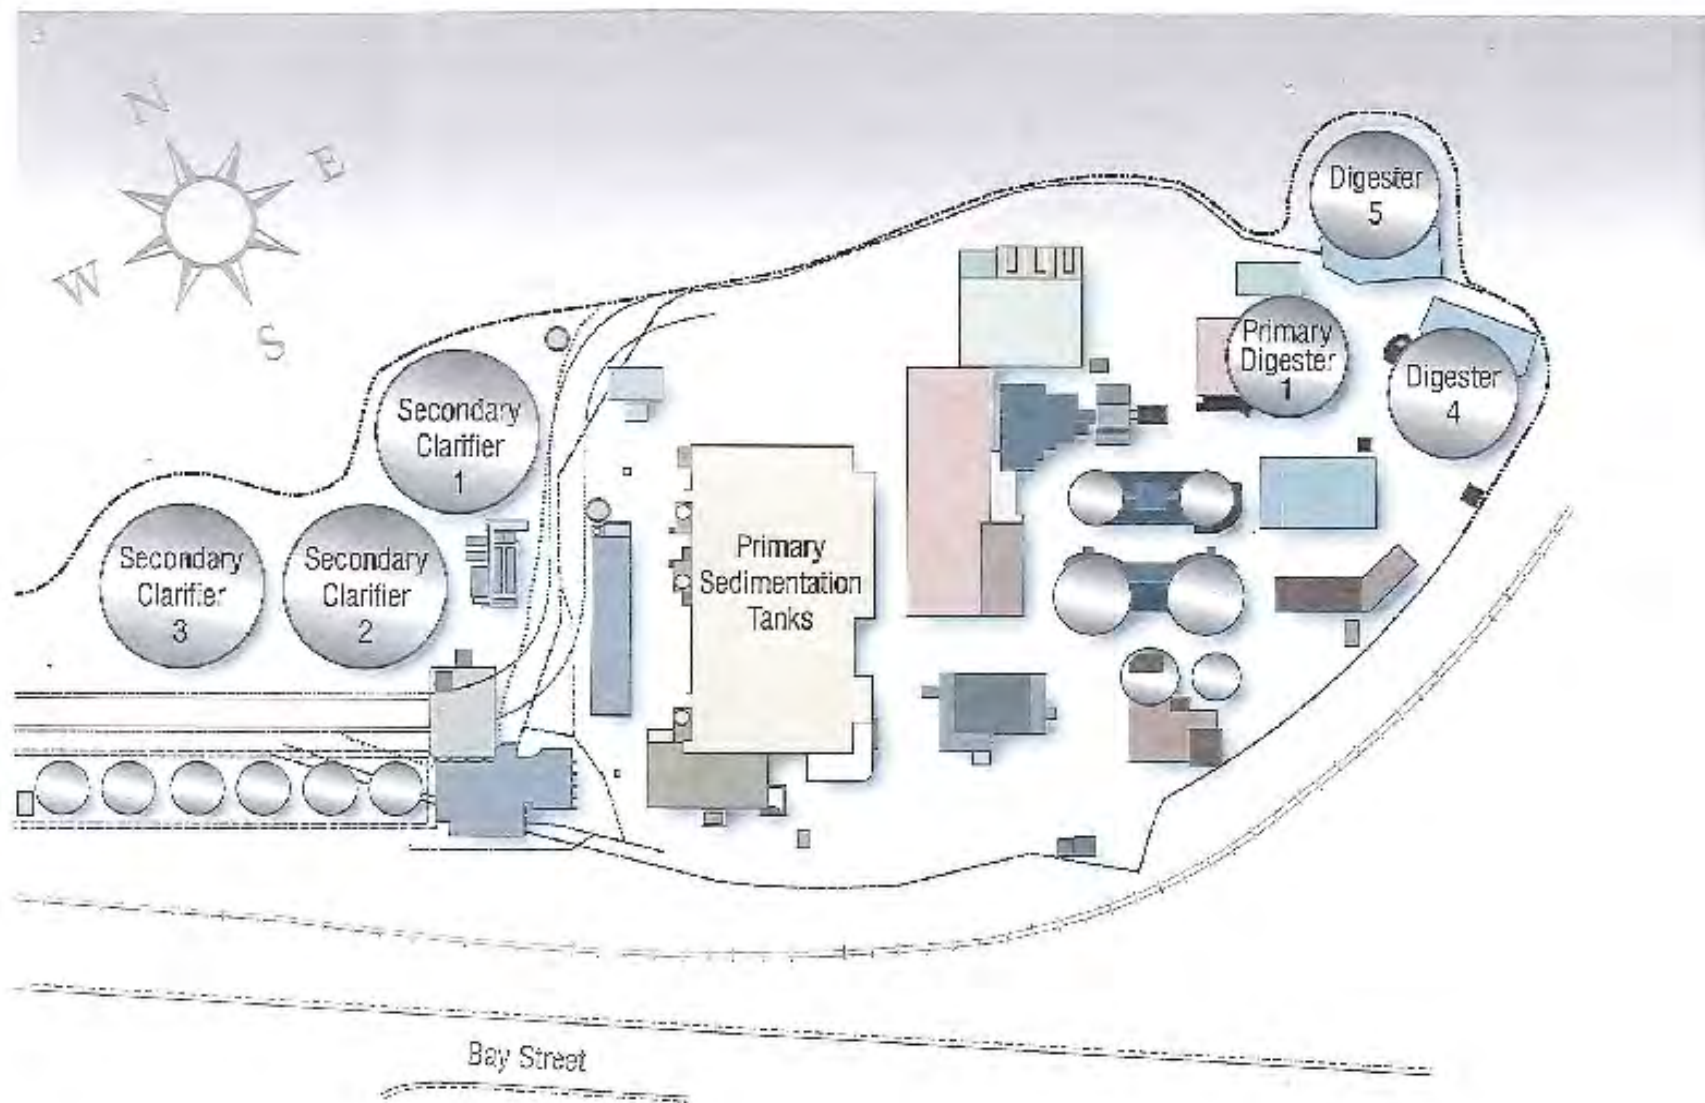 N
E
W
S
Digester
5
Primary
Digester
1
Digester
4
Secondary
Clarifier
1
Secondary
Clarifier
3
Secondary
Clarifier
2
Primary
Sedimentation
Tanks
Bay Street